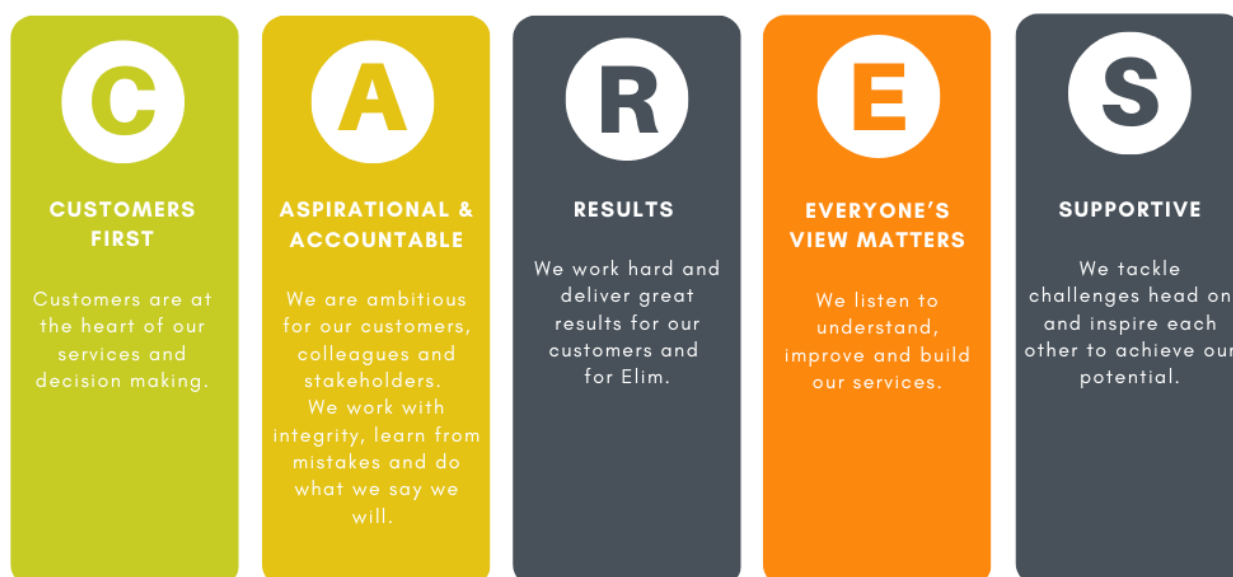 C
CUSTOMERS
FIRST
Customers are at
the heart of our
services and
decision making.
A
ASPIRATIONAL &
ACCOUNTABLE
We are ambitious
for our customers,
colleagues and
stakeholders.
We work with
integrity, learn from
mistakes and do
what we say we
will.
R
RESULTS
We work hard and
deliver great
results for our
customers and
for Elim.
E
EVERYONE’S
VIEW MATTERS
We listen to
understand,
improve and build
our services.
S
SUPPORTIVE
We tackle
challenges head on
and inspire each
other to achieve our
potential.